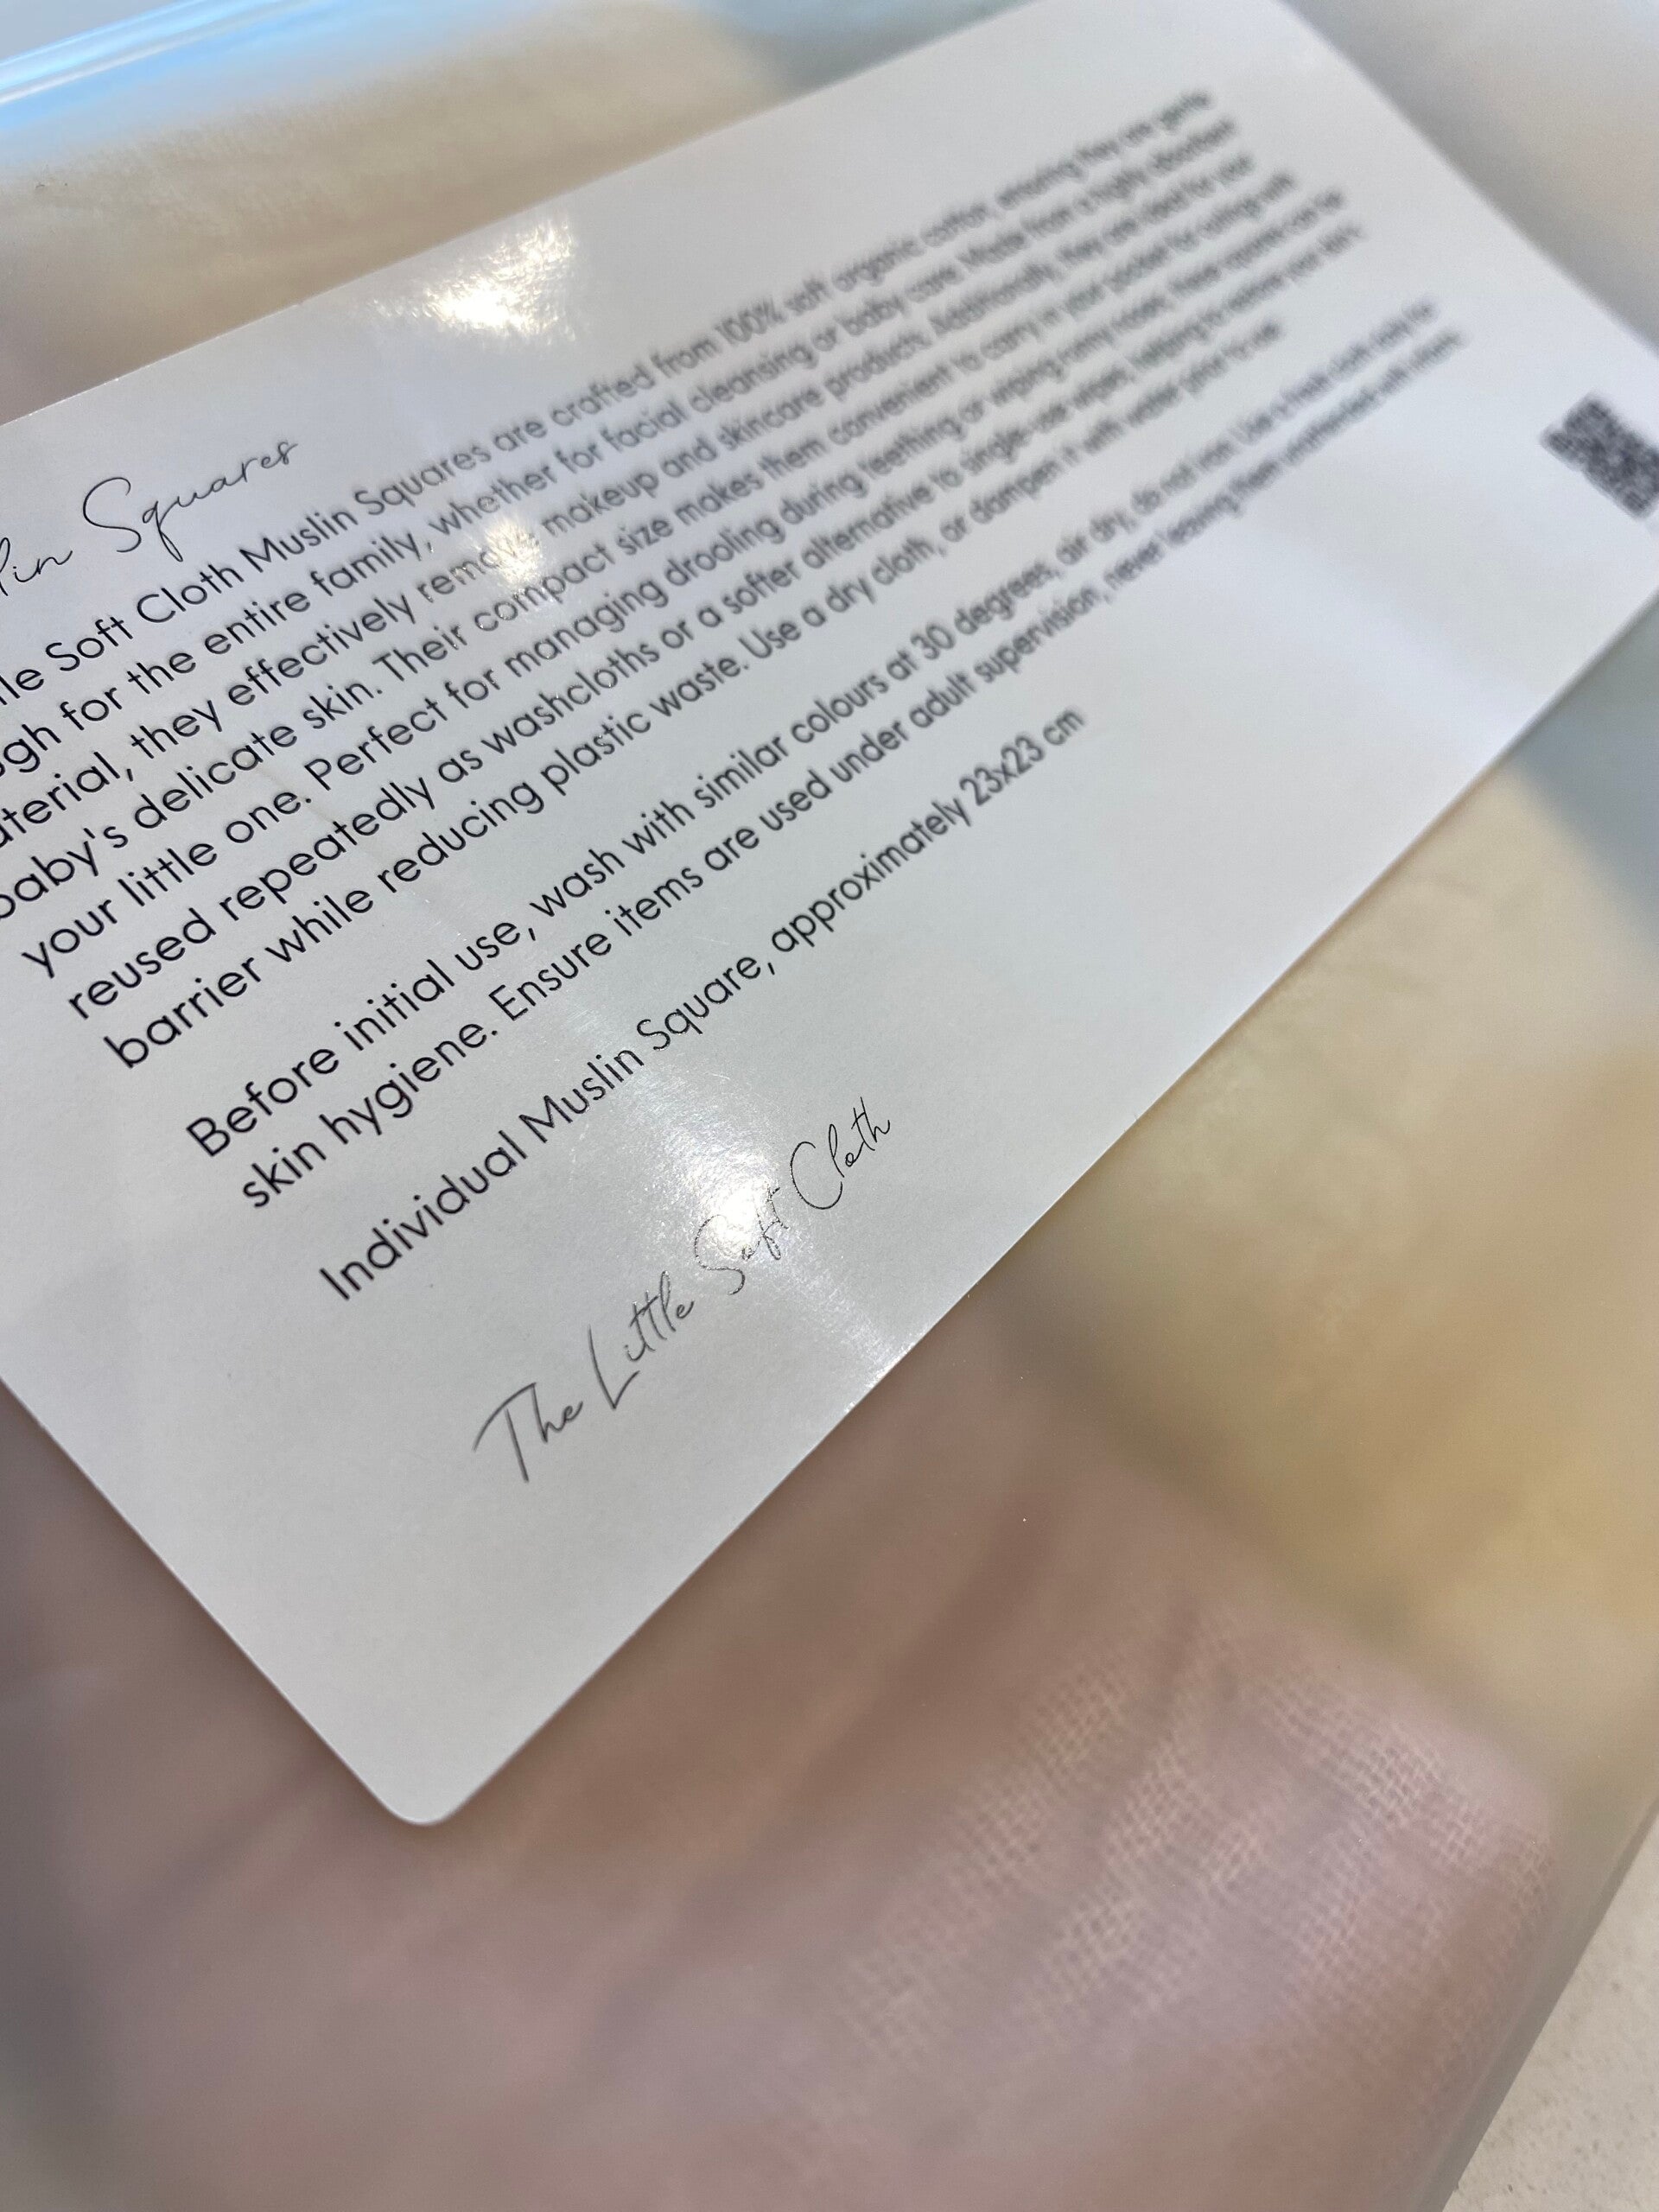 lin Squares
le Soft Cloth Muslin Squares are crafted from 100% soft organic cotton, ensuring they are gentle
gh for the entire family, whether for facial cleansing or baby care. Made from a highly absorbent
aterial, they effectively remove makeup and skincare products. Additionally, they are ideal for your
baby's delicate skin. Their compact size makes them convenient to carry in your pocket for outings with
your little one. Perfect for managing drooling during teething or wiping runny noses, these squares can be
reused repeatedly as washcloths or a softer alternative to single-use wipes, helping to restore your skin
barrier while reducing plastic waste. Use a dry cloth, or dampen it with water prior to use
Before initial use, wash with similar colours at 30 degrees, air dry, do not iron. Use a fresh cloth daily for
skin hygiene. Ensure items are used under adult supervision, never leaving them unattended with infants.
Individual Muslin Square, approximately 23x23 cm
The Little Soft Cloth